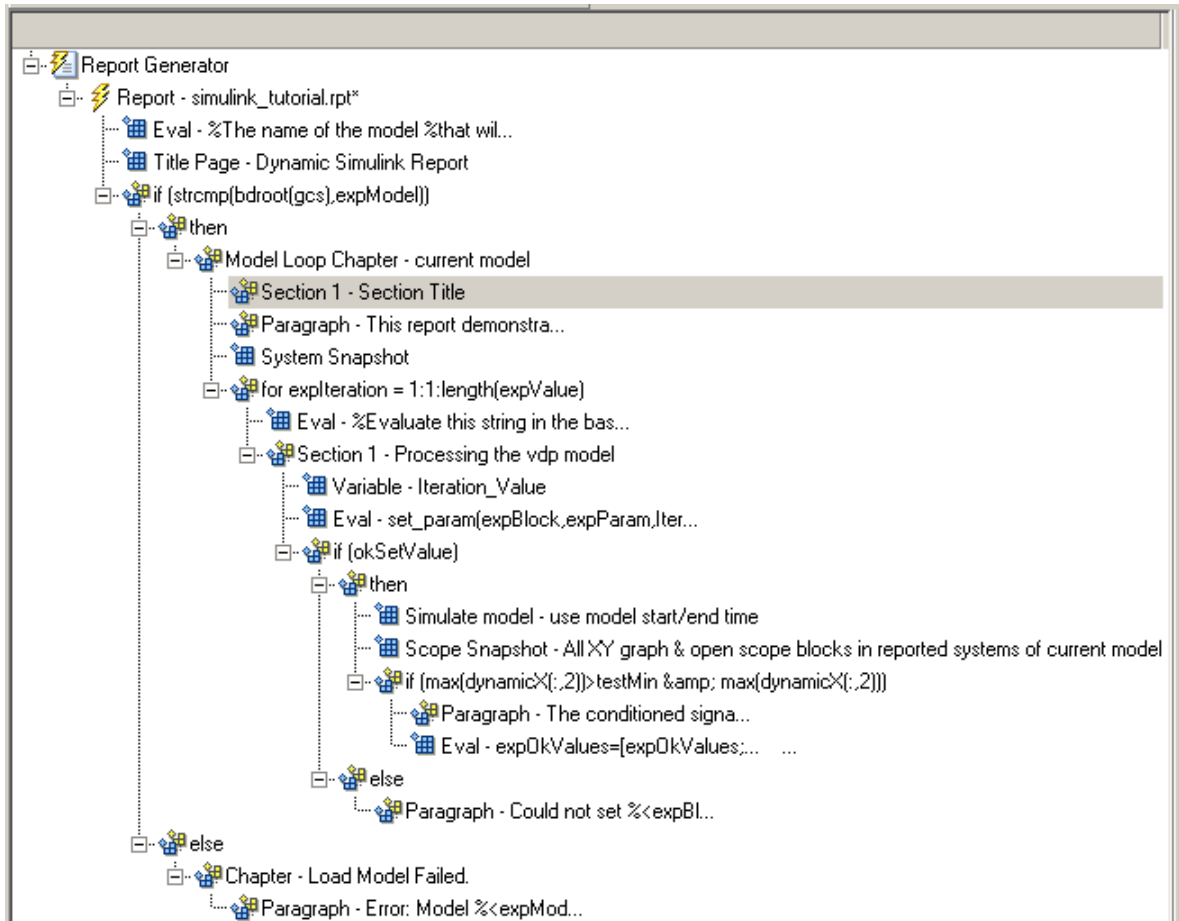 Report Generator
Report - simulink_tutorial.rpt*
Eval - %The name of the model %that wil...
Title Page - Dynamic Simulink Report
if (strcmp(bdroot(gcs),expModel))
then
Model Loop Chapter - current model
Section 1 - Section Title
Paragraph - This report demonstra...
System Snapshot
for expIteration = 1:1:length(expValue)
Eval - %Evaluate this string in the bas...
Section 1 - Processing the vdp model
Variable - Iteration_Value
Eval - set_param(expBlock,expParam,Iter...
if (okSetValue)
then
Simulate model - use model start/end time
Scope Snapshot - All XY graph & open scope blocks in reported systems of current model
if (max(dynamicX(:,2))>testMin &amp; max(dynamicX(:,2)))
Paragraph - The conditioned signa...
Eval - expOkValues=[expOkValues;... ...
else
Paragraph - Could not set %<expBl...
else
Chapter - Load Model Failed.
Paragraph - Error: Model %<expMod...